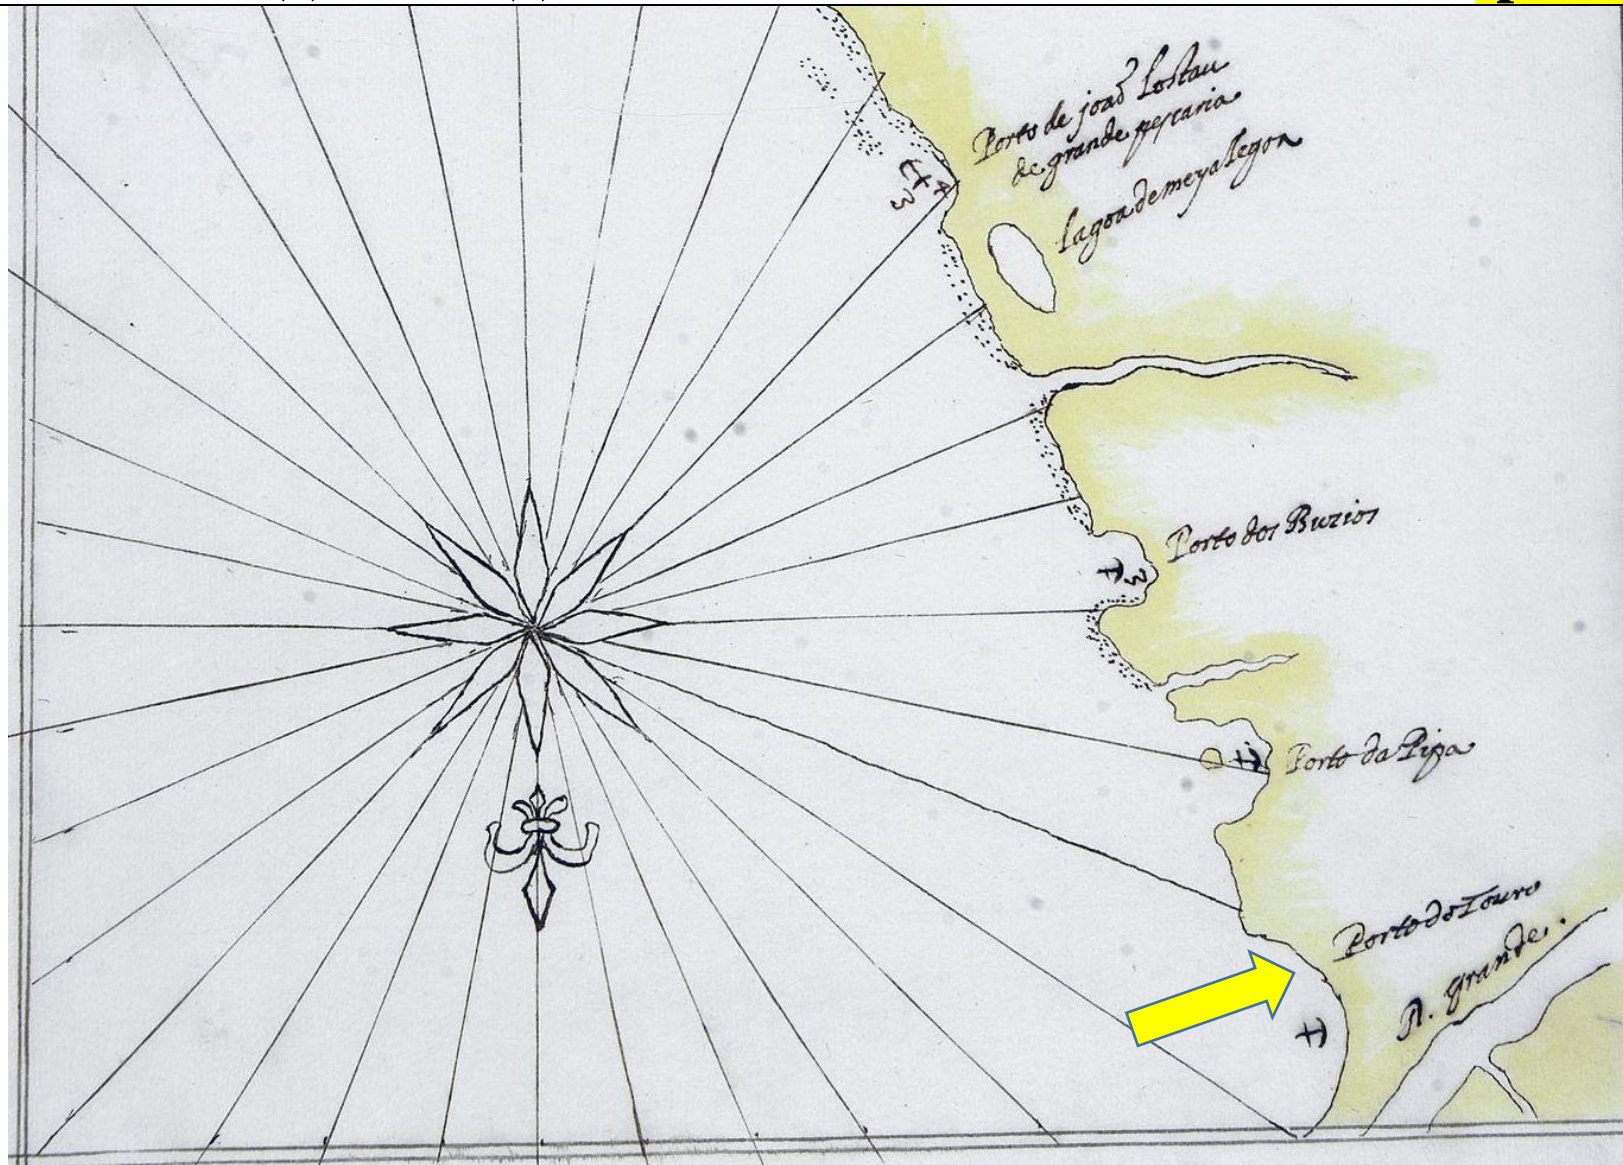 Porto de joaõ Lostau
de grande pescaria
lagoa de meya legoa
Porto dos Buzios
Porto da Pipa
Porto do Touro
R. grande.